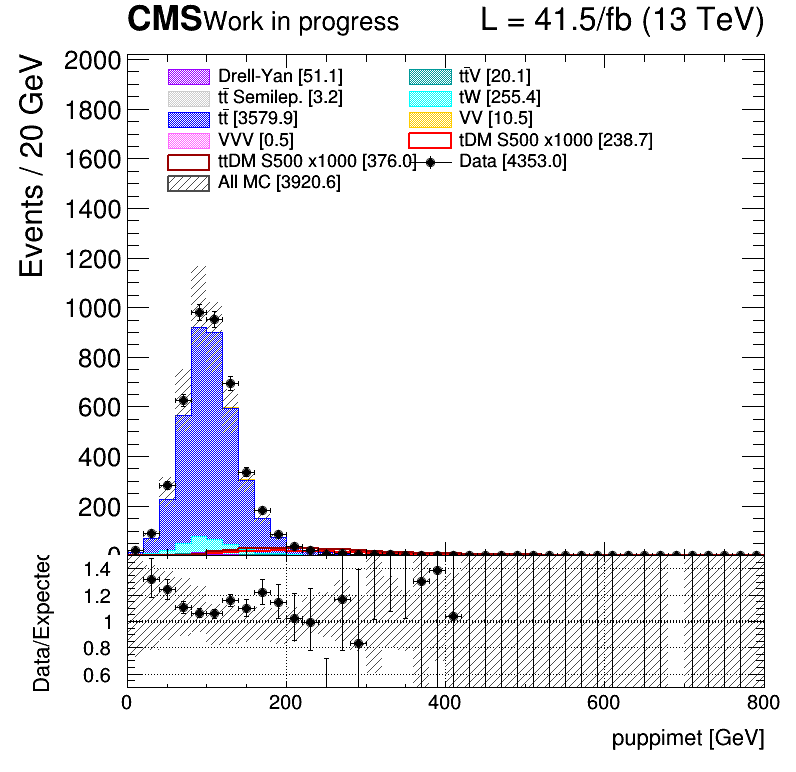 CMS Work in progress L = 41.5/fb (13 TeV)
Events / 20 GeV
2000
1800
1600
1400
1200
1000
800
600
400
200
0
Drell-Yan [51.1] tt̄V [20.1]
tt̄ Semilep. [3.2] tW [255.4]
tt̄ [3579.9] VV [10.5]
VVV [0.5] tDM S500 x1000 [238.7]
ttDM S500 x1000 [376.0] Data [4353.0]
All MC [3920.6]
Data/Expected
1.4
1.2
1
0.8
0.6
0 200 400 600 800
puppimet [GeV]